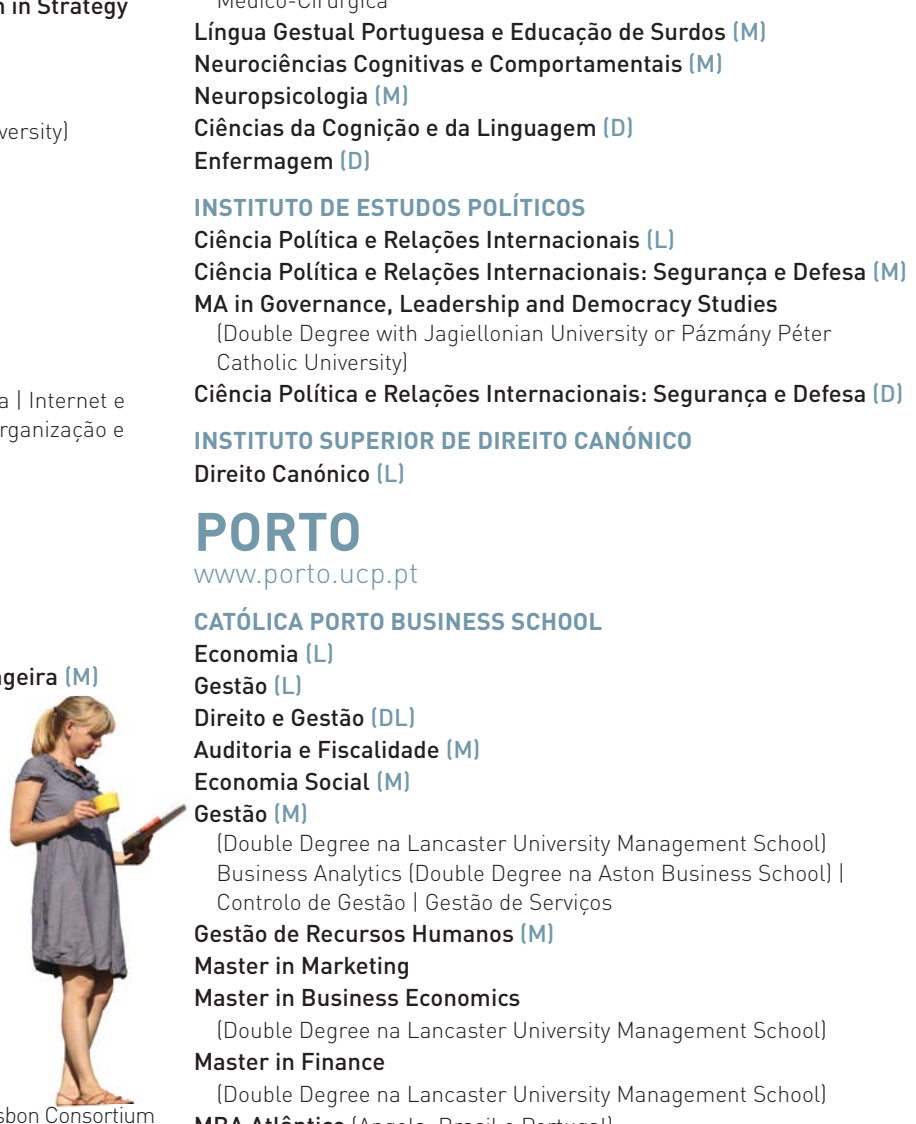 in Strategy
versity)
a | Internet e
rganização e
ngeira (M)
sbon Consortium
Médico-Cirúrgica
Língua Gestual Portuguesa e Educação de Surdos (M)
Neurociências Cognitivas e Comportamentais (M)
Neuropsicologia (M)
Ciências da Cognição e da Linguagem (D)
Enfermagem (D)
INSTITUTO DE ESTUDOS POLÍTICOS
Ciência Política e Relações Internacionais (L)
Ciência Política e Relações Internacionais: Segurança e Defesa (M)
MA in Governance, Leadership and Democracy Studies
(Double Degree with Jagiellonian University or Pázmány Péter
Catholic University)
Ciência Política e Relações Internacionais: Segurança e Defesa (D)
INSTITUTO SUPERIOR DE DIREITO CANÓNICO
Direito Canónico (L)
PORTO
www.porto.ucp.pt
CATÓLICA PORTO BUSINESS SCHOOL
Economia (L)
Gestão (L)
Direito e Gestão (DL)
Auditoria e Fiscalidade (M)
Economia Social (M)
Gestão (M)
(Double Degree na Lancaster University Management School)
Business Analytics (Double Degree na Aston Business School) |
Controlo de Gestão | Gestão de Serviços
Gestão de Recursos Humanos (M)
Master in Marketing
Master in Business Economics
(Double Degree na Lancaster University Management School)
Master in Finance
(Double Degree na Lancaster University Management School)
MBA Atlântico (Angola, Brasil e Portugal)